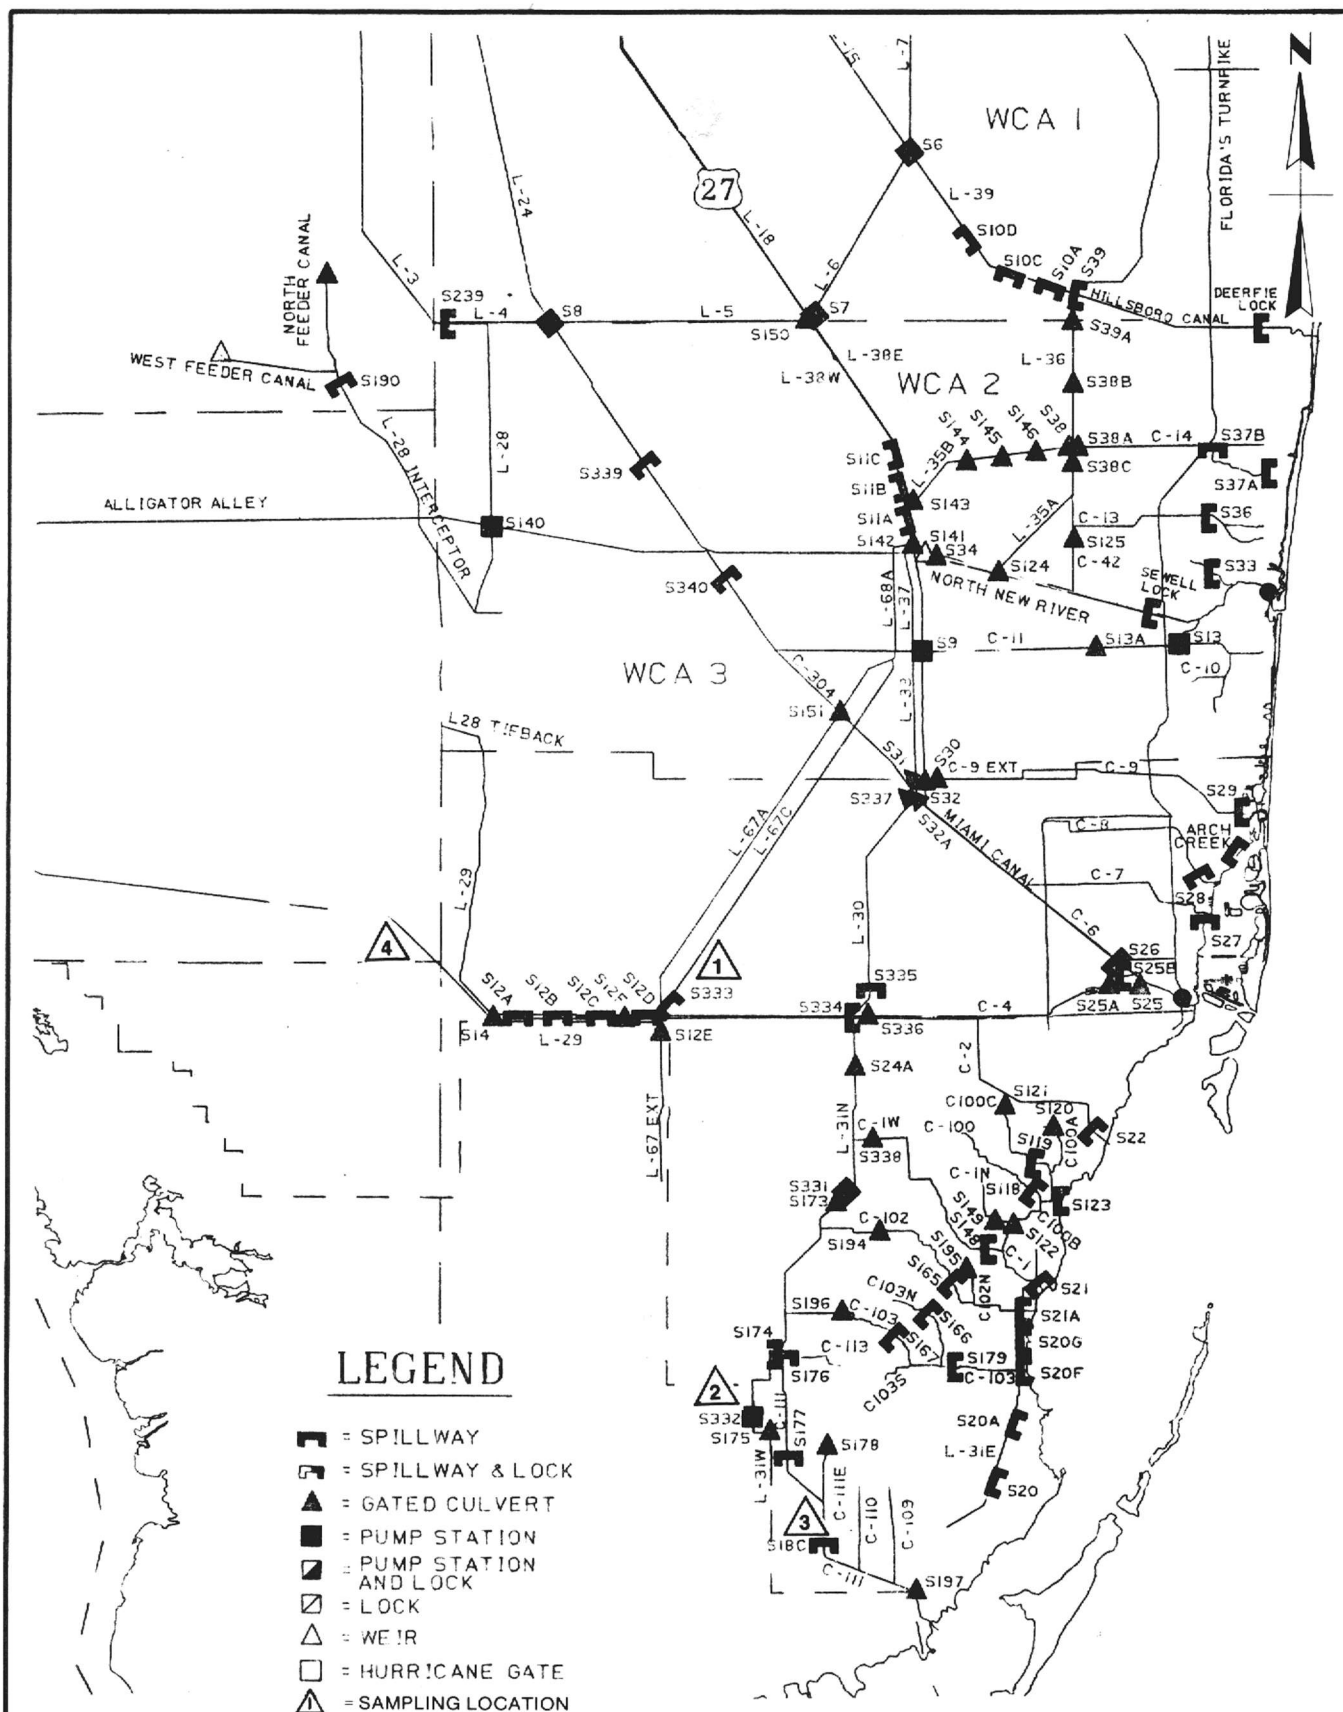 N
FLORIDA'S TURNPIKE
L-15
L-7
WCA 1
S6
L-24
27
L-39
L-18
S10D
S10C
S10A
S39
NORTH
FEEDER CANAL
L-3
L-6
HILLSBORO CANAL
DEERFIE
LOCK
S239
L-4
S8
L-5
S7
S150
S39A
L-38E
L-38W
L-36
WEST FEEDER CANAL
S190
WCA 2
S38B
L-28 INTERCEPTOR
L-28
S339
S11C
L-35B
S144
S145
S146
S38
S38A
C-14
S37B
S38C
S37A
S11B
S143
ALLIGATOR ALLEY
S140
S11A
L-35A
C-13
S36
S142
S141
S34
S125
S124
C-42
S33
SEWELL
LOCK
S340
L-68A
L-37
NORTH NEW RIVER
S9
C-11
S13A
S13
C-10
WCA 3
C-304
L-33
S151
L28 TIEBACK
S31
S30
C-9 EXT
C-9
S337
S32
S32A
S29
L-67A
L-67C
MIAMI CANAL
C-8
ARCH
CREEK
C-7
S28
L-29
L-30
C-6
S27
4
1
S26
S25B
S12A
S12B
S12C
S12F
S12D
S333
S335
S25A
S25
S334
C-4
S14
L-29
S12E
S336
C-2
S24A
L-67 EXT
L-31N
S121
C100C
S120
C-1W
C-100
C100A
S22
S338
S119
C-1N
S118
S331
S173
S123
C-102
S149
C100B
S148
S122
S194
S195
C-1
S165
C102N
S21
C103N
S196
C-103
S166
S21A
S174
S167
S20G
C-113
S179
S176
C-103
S20F
C103S
LEGEND
2
S332
C-111
S175
S177
S178
S20A
L-31E
L-31W
S20
= SPILLWAY
= SPILLWAY & LOCK
= GATED CULVERT
= PUMP STATION
= PUMP STATION
AND LOCK
= LOCK
= WEIR
= HURRICANE GATE
1 = SAMPLING LOCATION
C-111E
3
C-110
C-109
S18C
C-111
S197